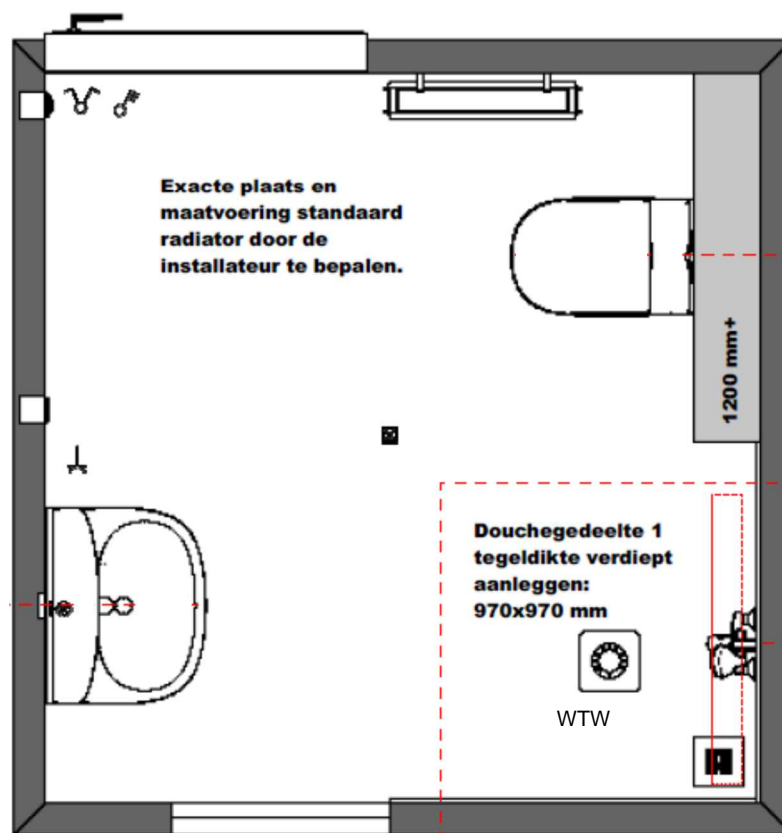 Exacte plaats en
maatvoering standaard
radiator door de
installateur te bepalen.
1200 mm+
Douchegedeelte 1
tegeldikte verdiept
aanleggen:
970x970 mm
WTW